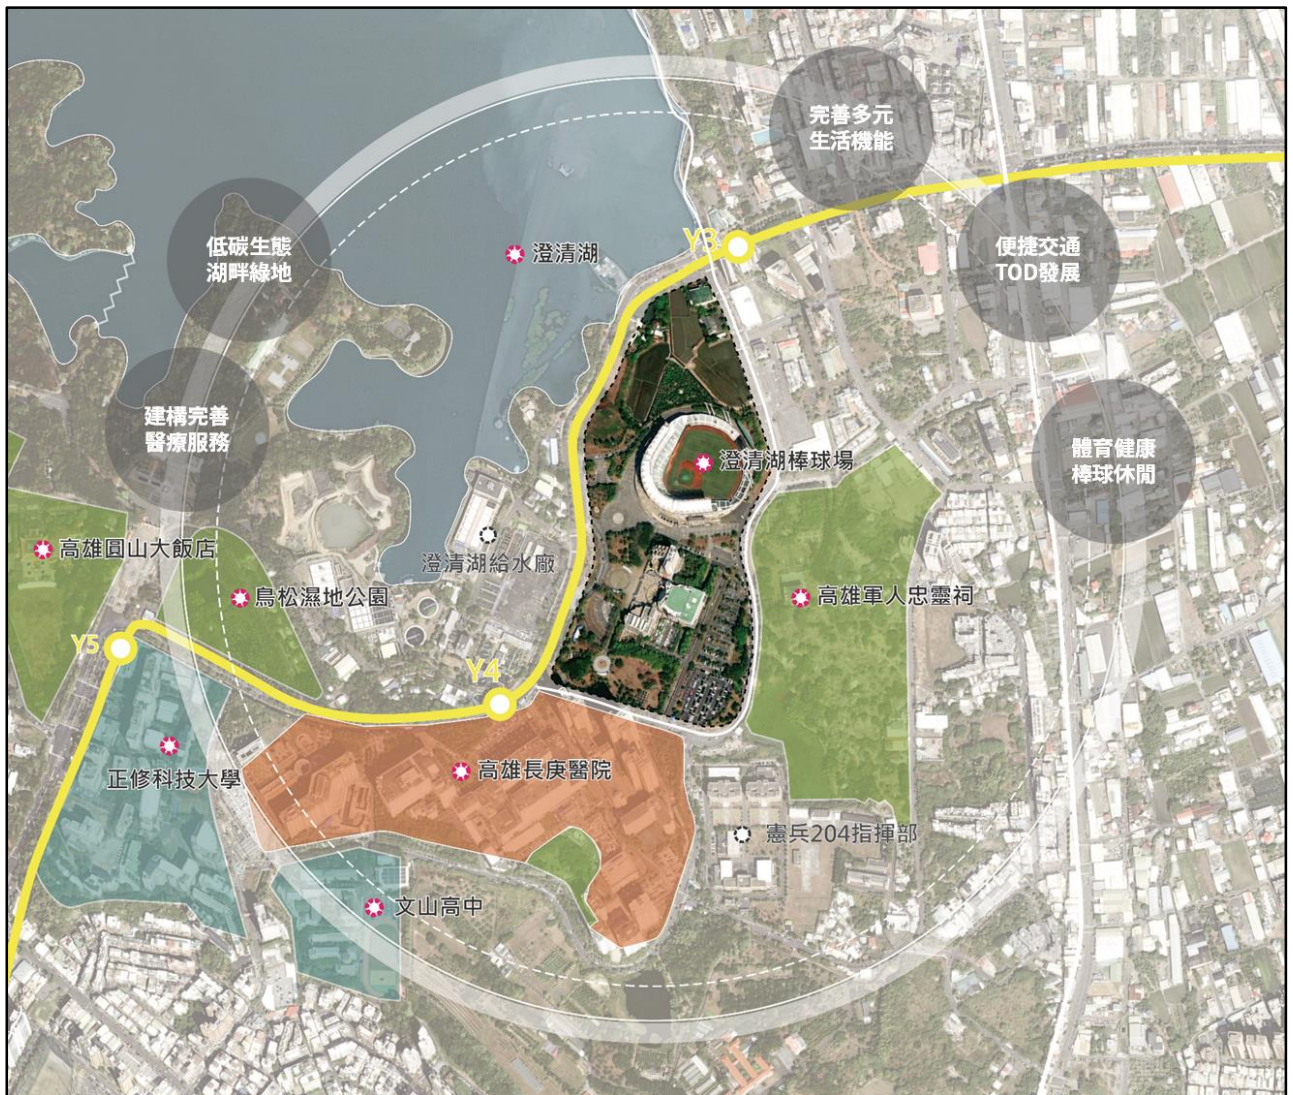 完善多元
生活機能
低碳生態
湖畔綠地
澄清湖
Y3
便捷交通
TOD發展
建構完善
醫療服務
澄清湖棒球場
體育健康
棒球休閒
高雄圓山大飯店
澄清湖給水廠
鳥松濕地公園
高雄軍人忠靈祠
Y5
Y4
正修科技大學
高雄長庚醫院
憲兵204指揮部
文山高中